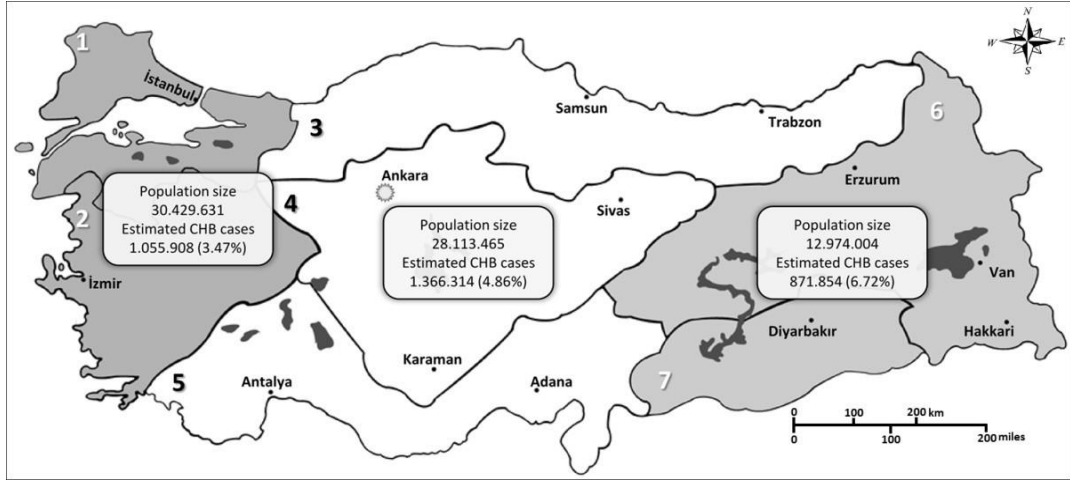 1
İstanbul
N
W E
S
3
Samsun
Trabzon
6
Ankara
Erzurum
2
4
Sivas
Population size
30.429.631
Estimated CHB cases
1.055.908 (3.47%)
Population size
28.113.465
Estimated CHB cases
1.366.314 (4.86%)
Population size
12.974.004
Estimated CHB cases
871.854 (6.72%)
İzmir
Van
Diyarbakır
Hakkari
Karaman
5
Antalya
Adana
7
0 100 200 km
0 100 200 miles